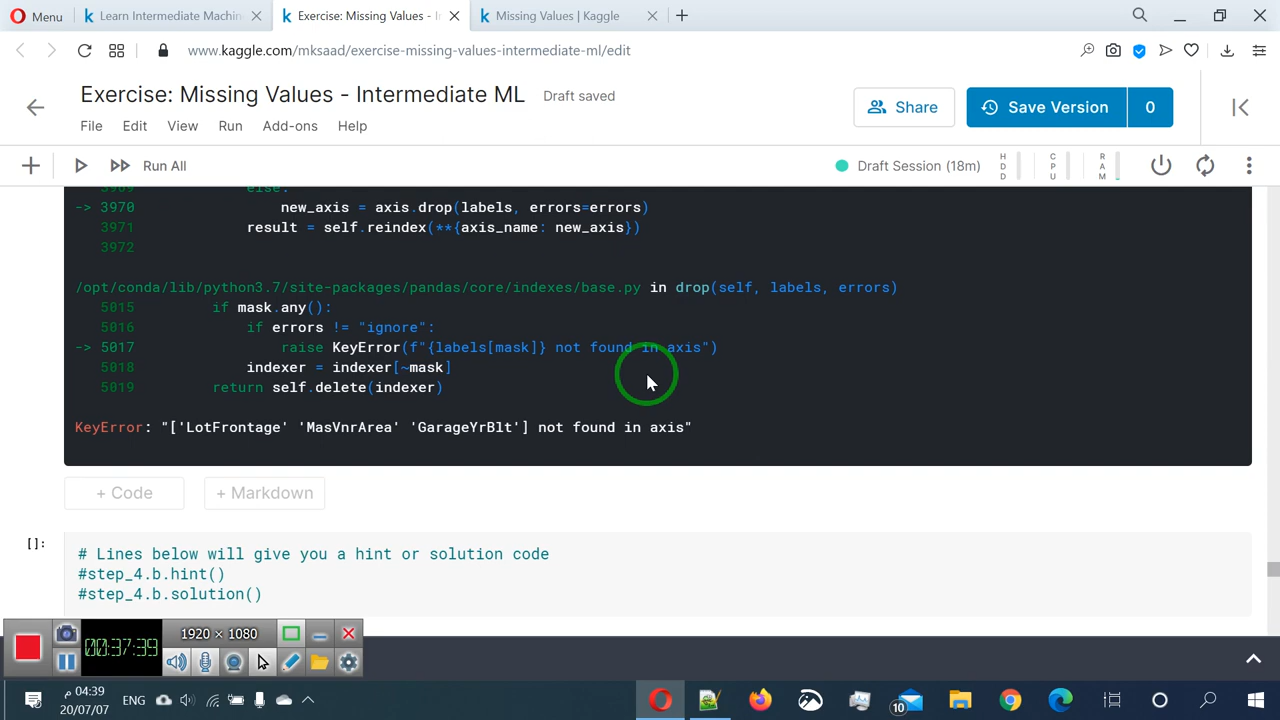 Menu
Learn Intermediate Machin
Exercise: Missing Values - In
Missing Values | Kaggle
www.kaggle.com/mksaad/exercise-missing-values-intermediate-ml/edit
Exercise: Missing Values - Intermediate ML
Draft saved
Share
Save Version
0
File Edit View Run Add-ons Help
Run All
Draft Session (18m)
HDD
CPU
RAM
3969 else:
-> 3970 new_axis = axis.drop(labels, errors=errors)
3971 result = self.reindex(**{axis_name: new_axis})
3972
/opt/conda/lib/python3.7/site-packages/pandas/core/indexes/base.py in drop(self, labels, errors)
5015 if mask.any():
5016 if errors != "ignore":
-> 5017 raise KeyError(f"{labels[mask]} not found in axis")
5018 indexer = indexer[~mask]
5019 return self.delete(indexer)
KeyError: "['LotFrontage' 'MasVnrArea' 'GarageYrBlt'] not found in axis"
+ Code
+ Markdown
[]:
# Lines below will give you a hint or solution code
#step_4.b.hint()
#step_4.b.solution()
00:37:39
1920 × 1080
04:39 م
20/07/07
ENG
10